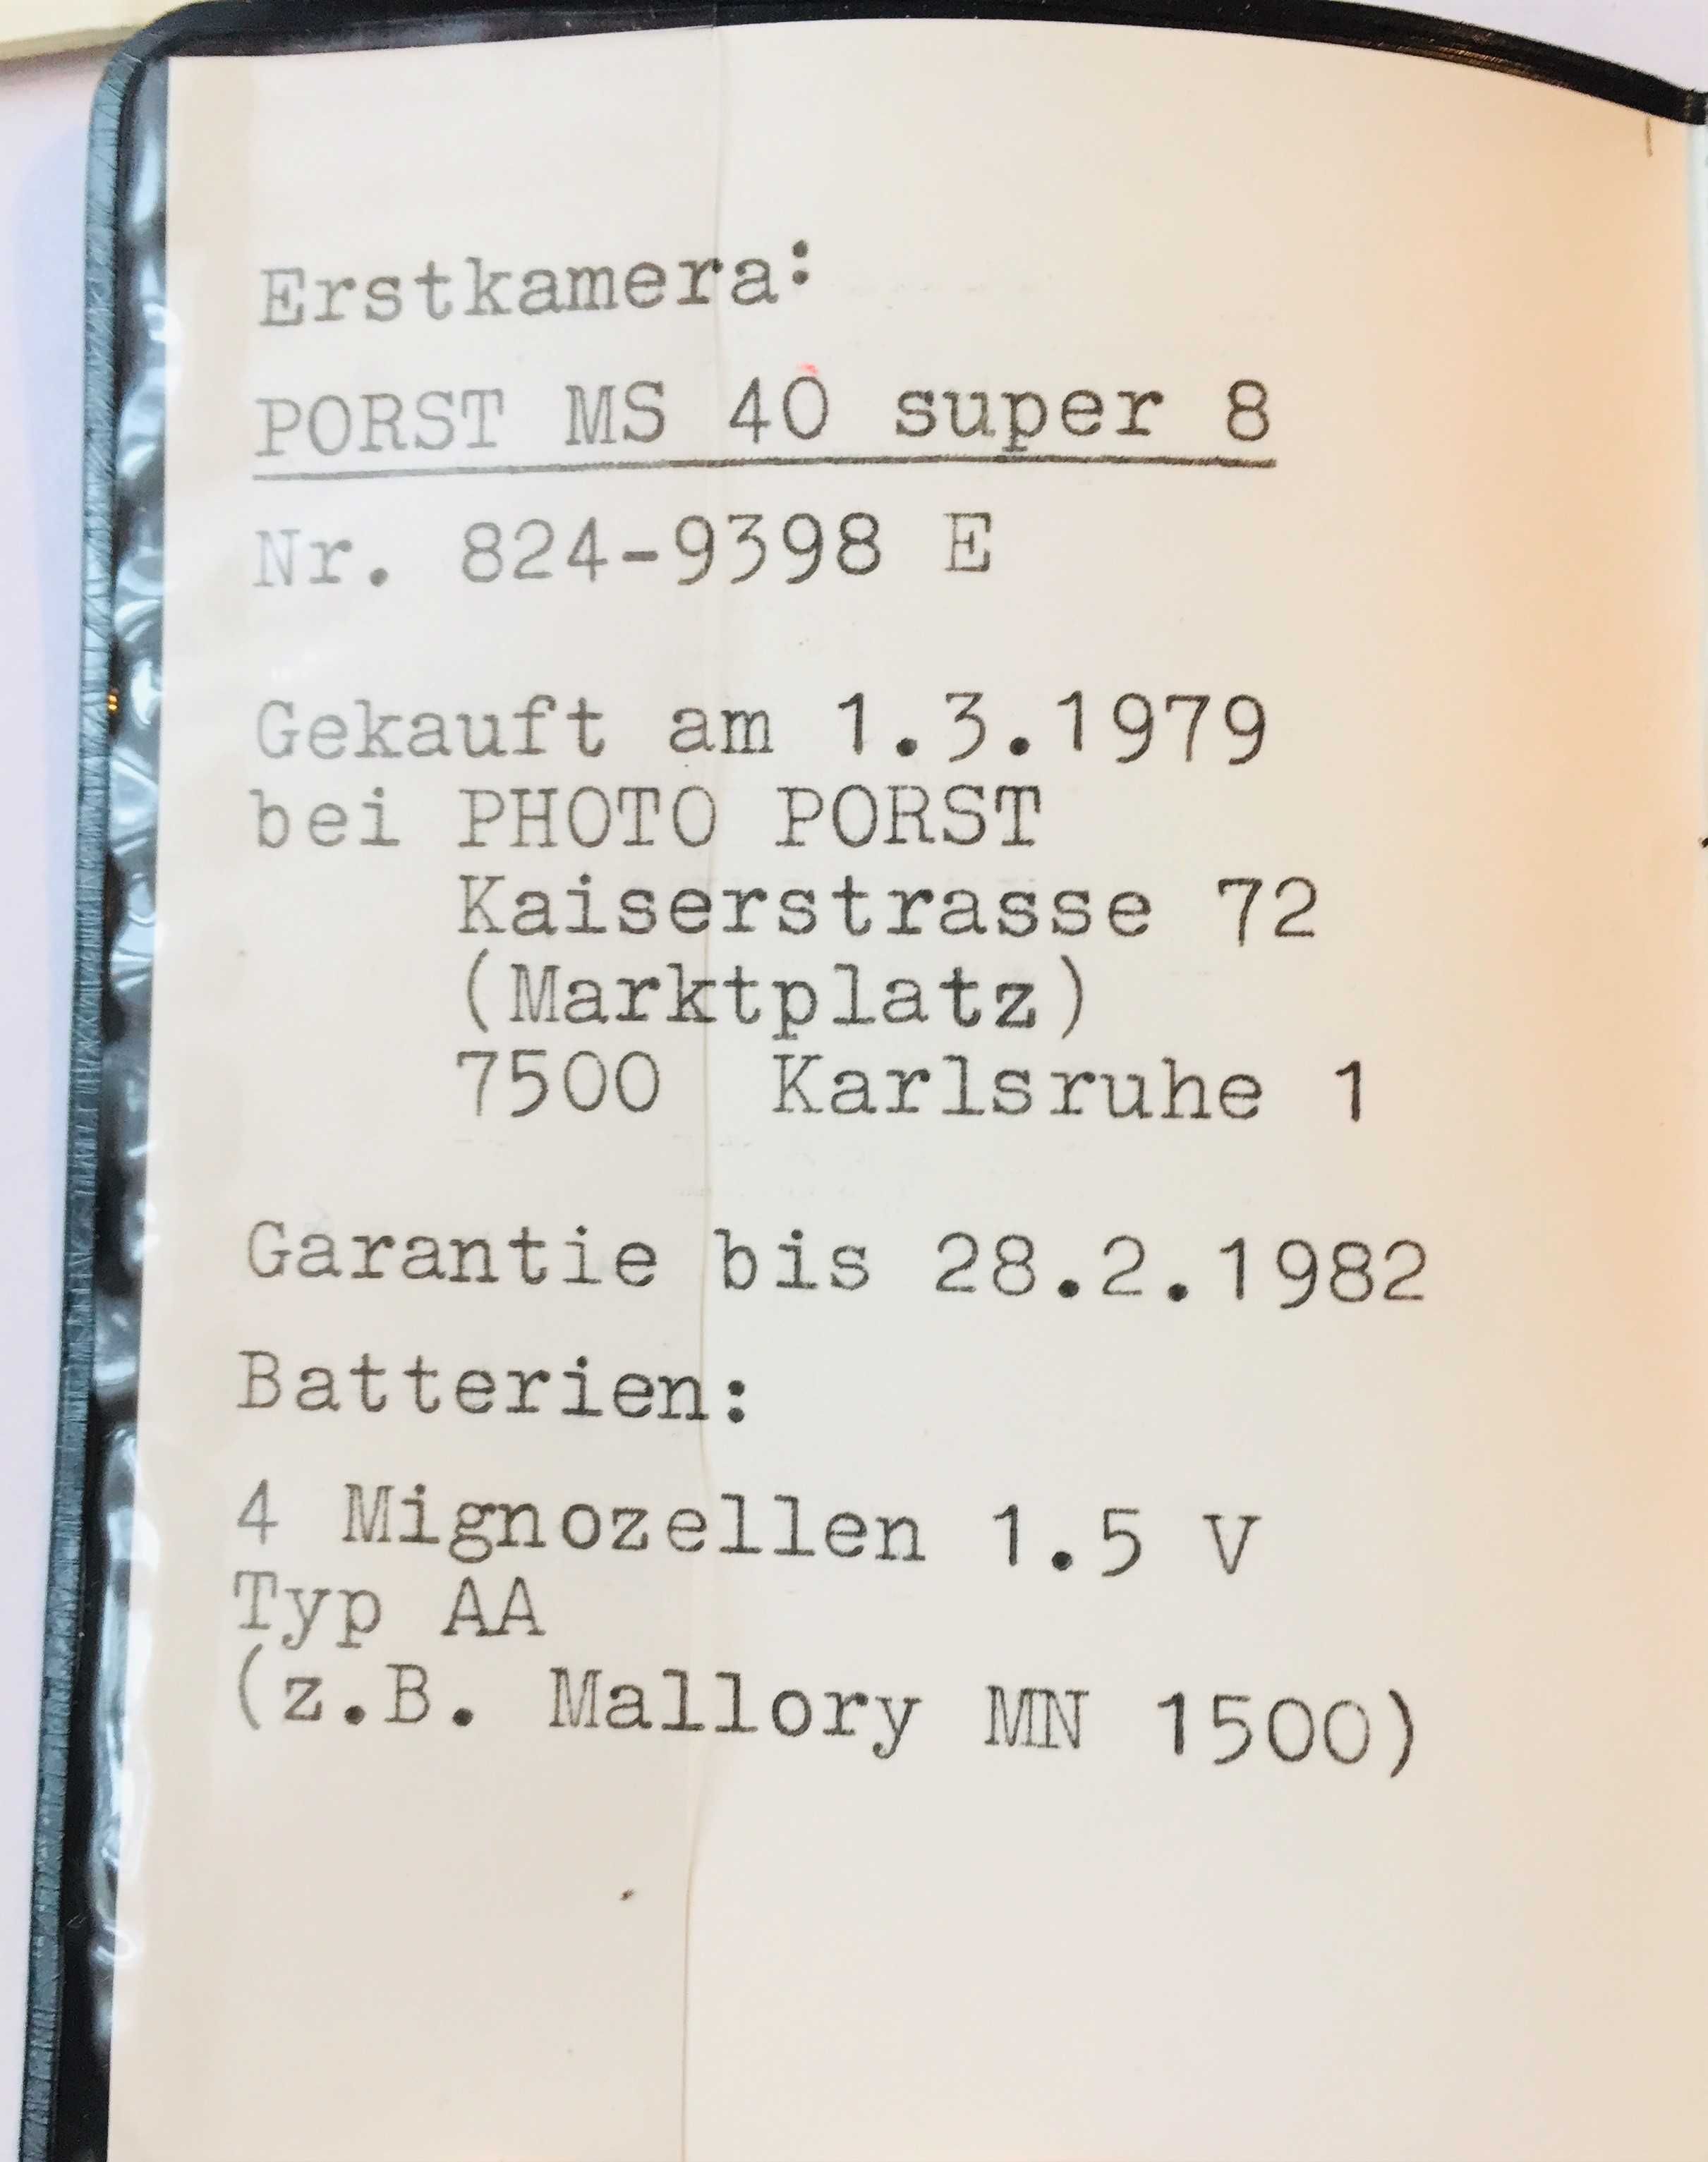 Erstkamera:
PORST MS 40 super 8
Nr. 824-9398 E
Gekauft am 1.3.1979
bei PHOTO PORST
Kaiserstrasse 72
(Marktplatz)
7500 Karlsruhe 1
Garantie bis 28.2.1982
Batterien:
4 Mignozellen 1.5 V
Typ AA
(z.B. Mallory MN 1500)